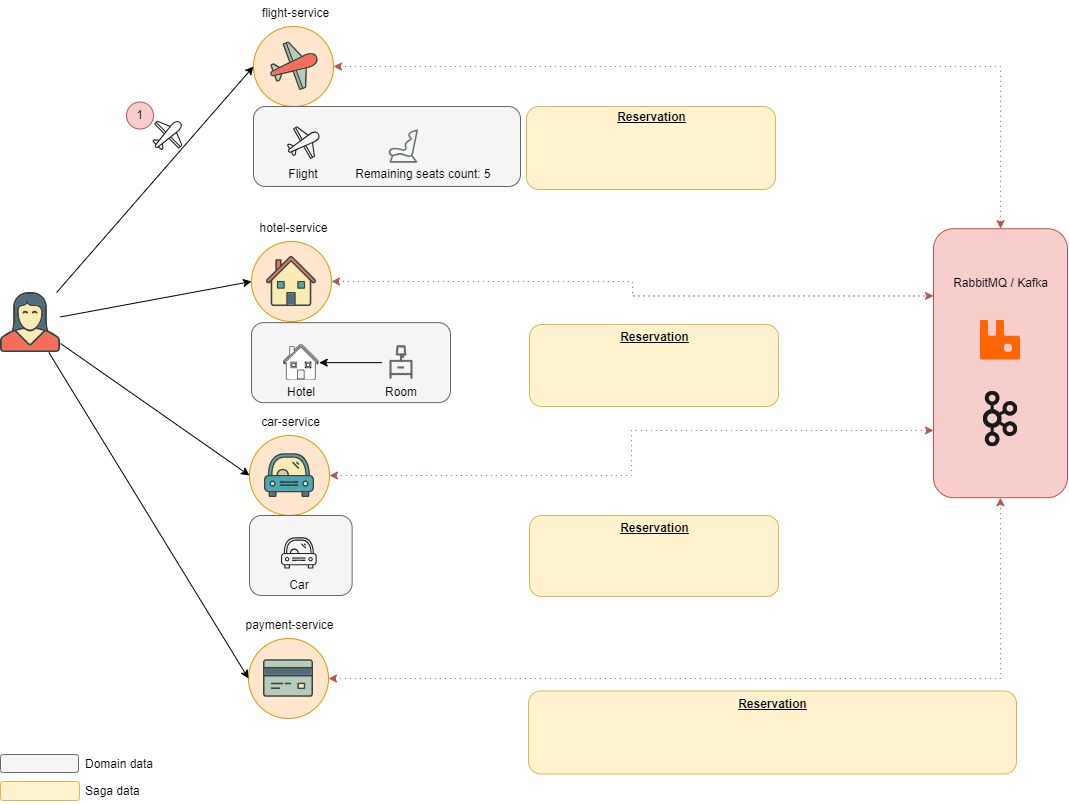 flight-service
1
Reservation
Flight
Remaining seats count: 5
hotel-service
RabbitMQ / Kafka
Reservation
Hotel
Room
car-service
Reservation
Car
payment-service
Reservation
Domain data
Saga data